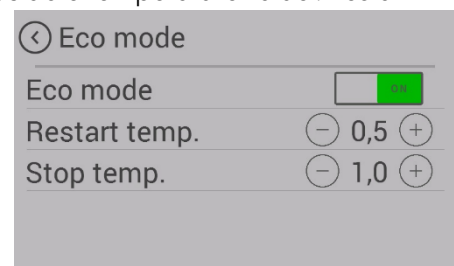 Eco mode
Eco mode ON
Restart temp. 0,5
Stop temp. 1,0